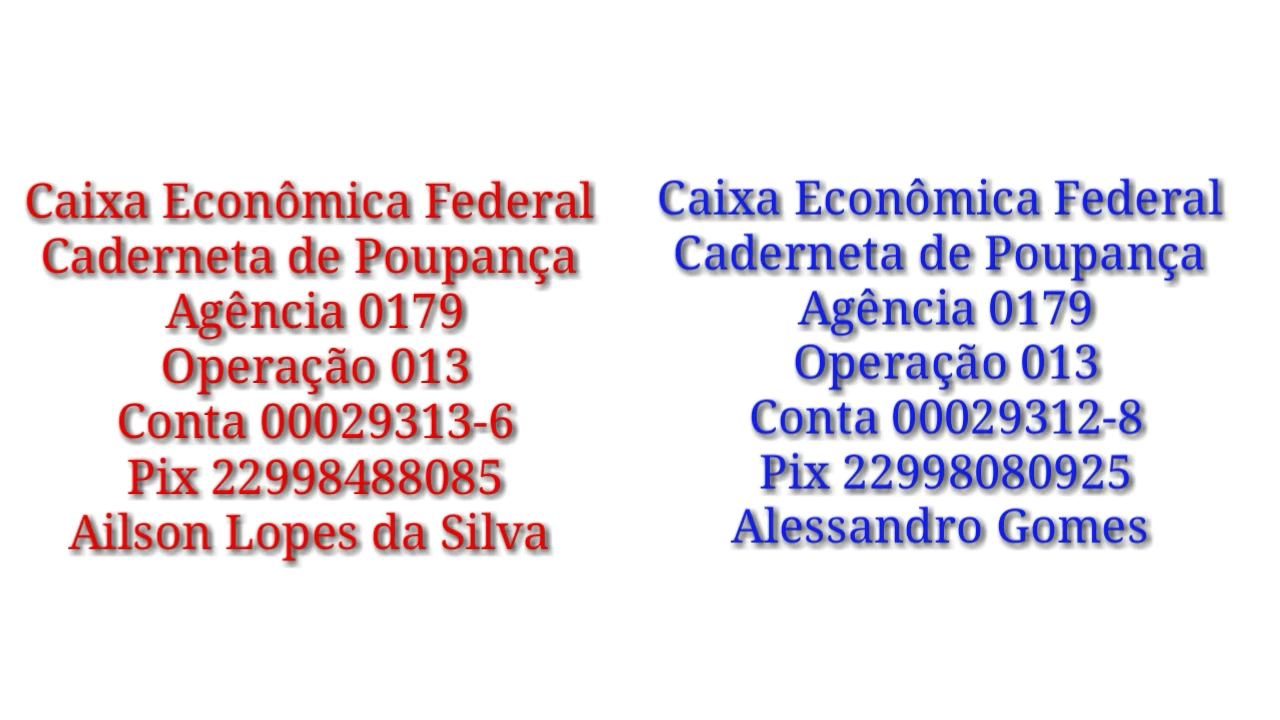 Caixa Econômica Federal
Caderneta de Poupança
Agência 0179
Operação 013
Conta 00029313-6
Pix 22998488085
Ailson Lopes da Silva
Caixa Econômica Federal
Caderneta de Poupança
Agência 0179
Operação 013
Conta 00029312-8
Pix 22998080925
Alessandro Gomes